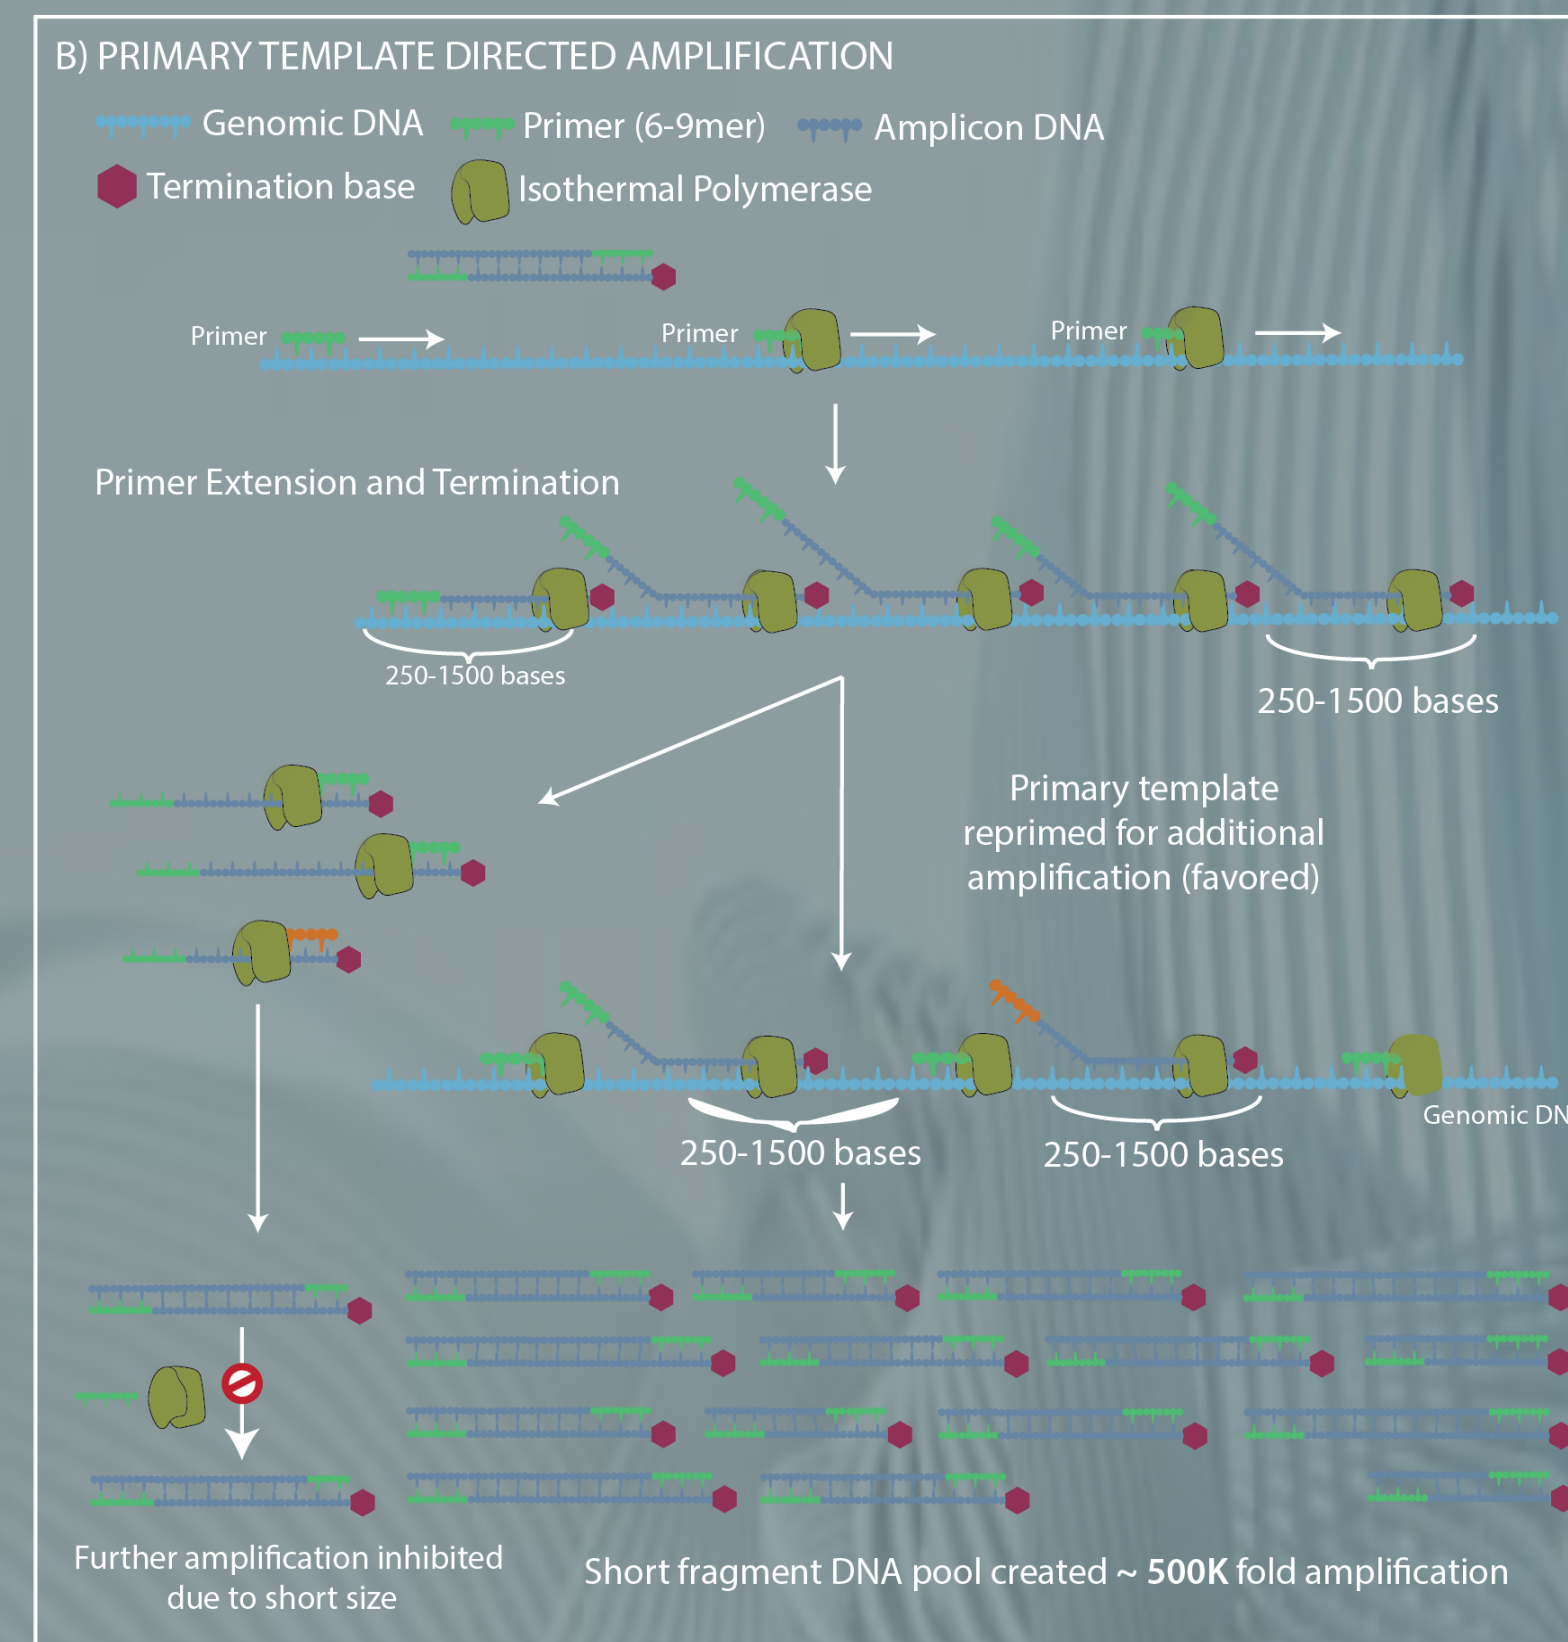 B) PRIMARY TEMPLATE DIRECTED AMPLIFICATION
Genomic DNA
Primer (6-9mer)
Amplicon DNA
Termination base
Isothermal Polymerase
Primer
Primer
Primer
Primer Extension and Termination
250-1500 bases
250-1500 bases
Primary template
reprimed for additional
amplification (favored)
250-1500 bases
250-1500 bases
Genomic DN
Further amplification inhibited
due to short size
Short fragment DNA pool created ~ 500K fold amplification